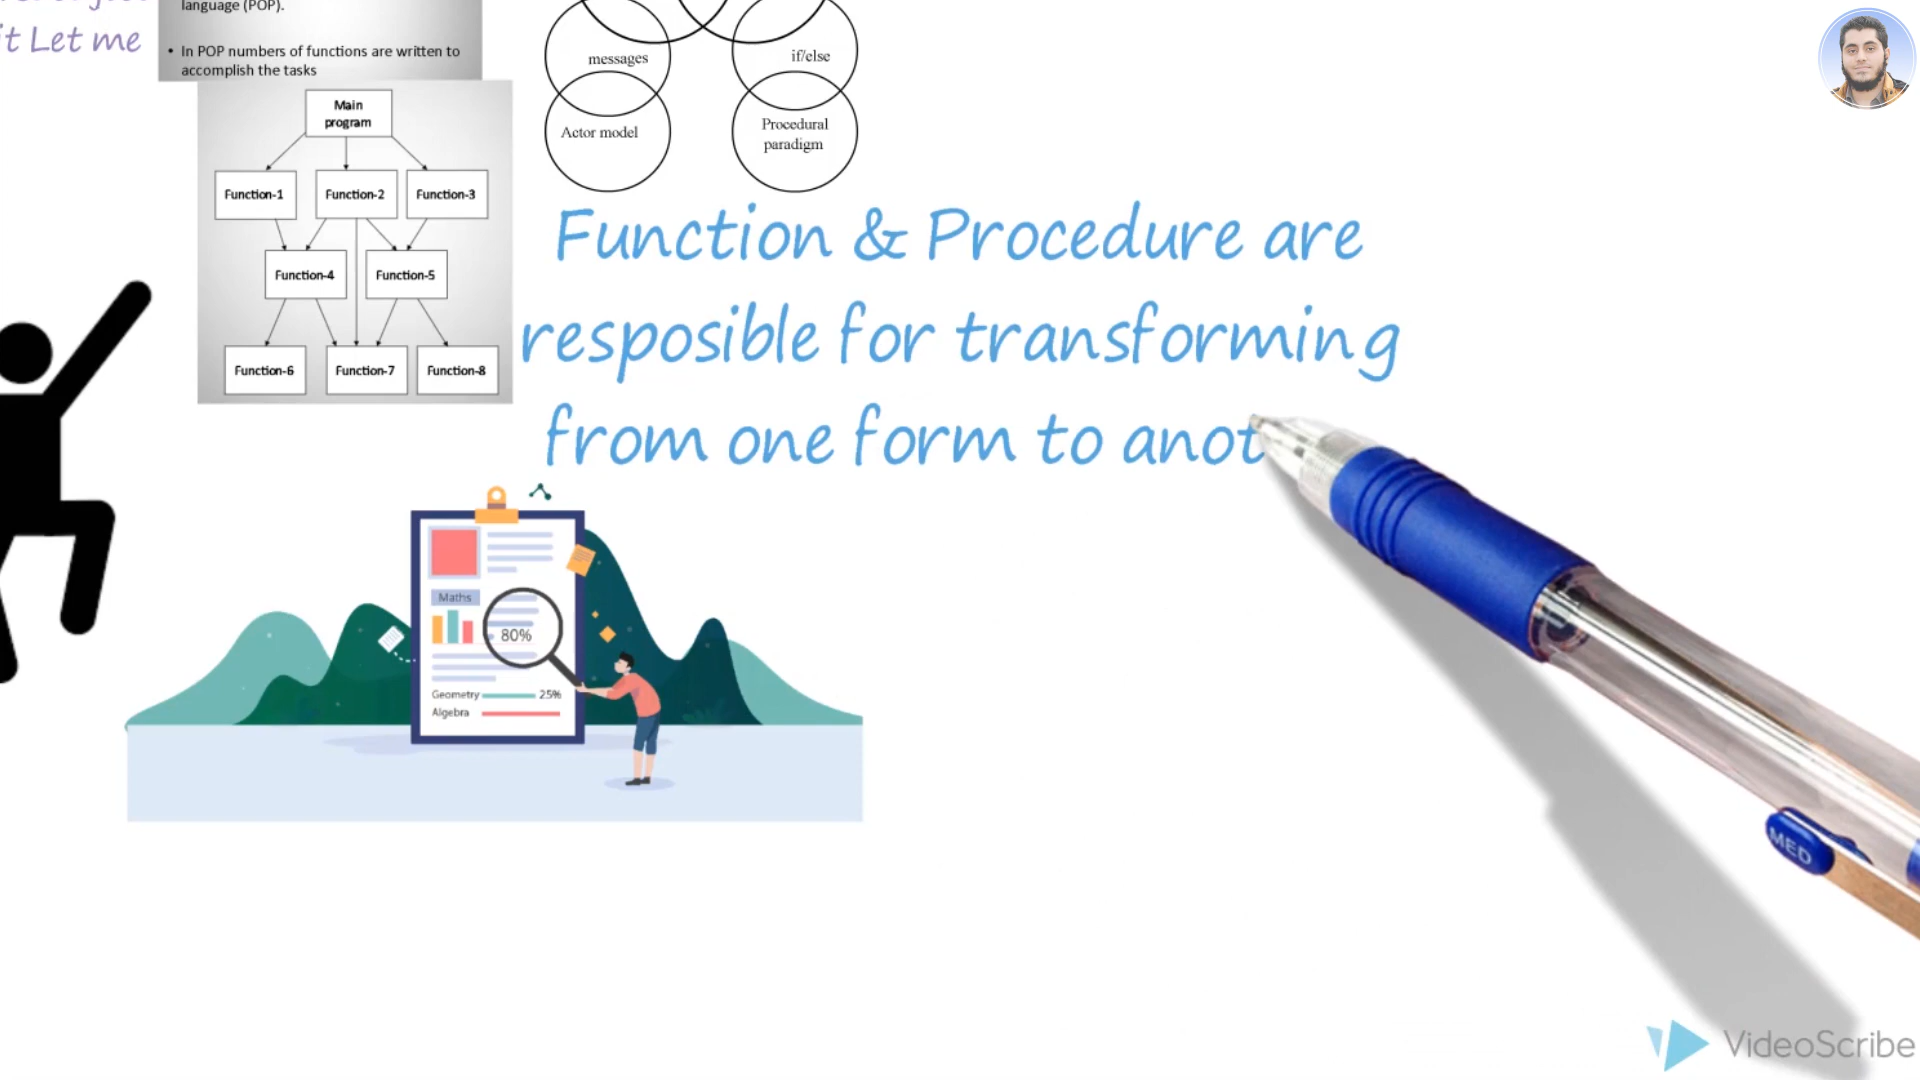 it Let me
language (POP).
• In POP numbers of functions are written to
accomplish the tasks
Main
program
Function-1
Function-2
Function-3
Function-4
Function-5
Function-6
Function-7
Function-8
messages
if/else
Actor model
Procedural
paradigm
Function & Procedure are
resposible for transforming
from one form to anot
Maths
80%
Geometry 25%
Algebra
MED
VideoScribe